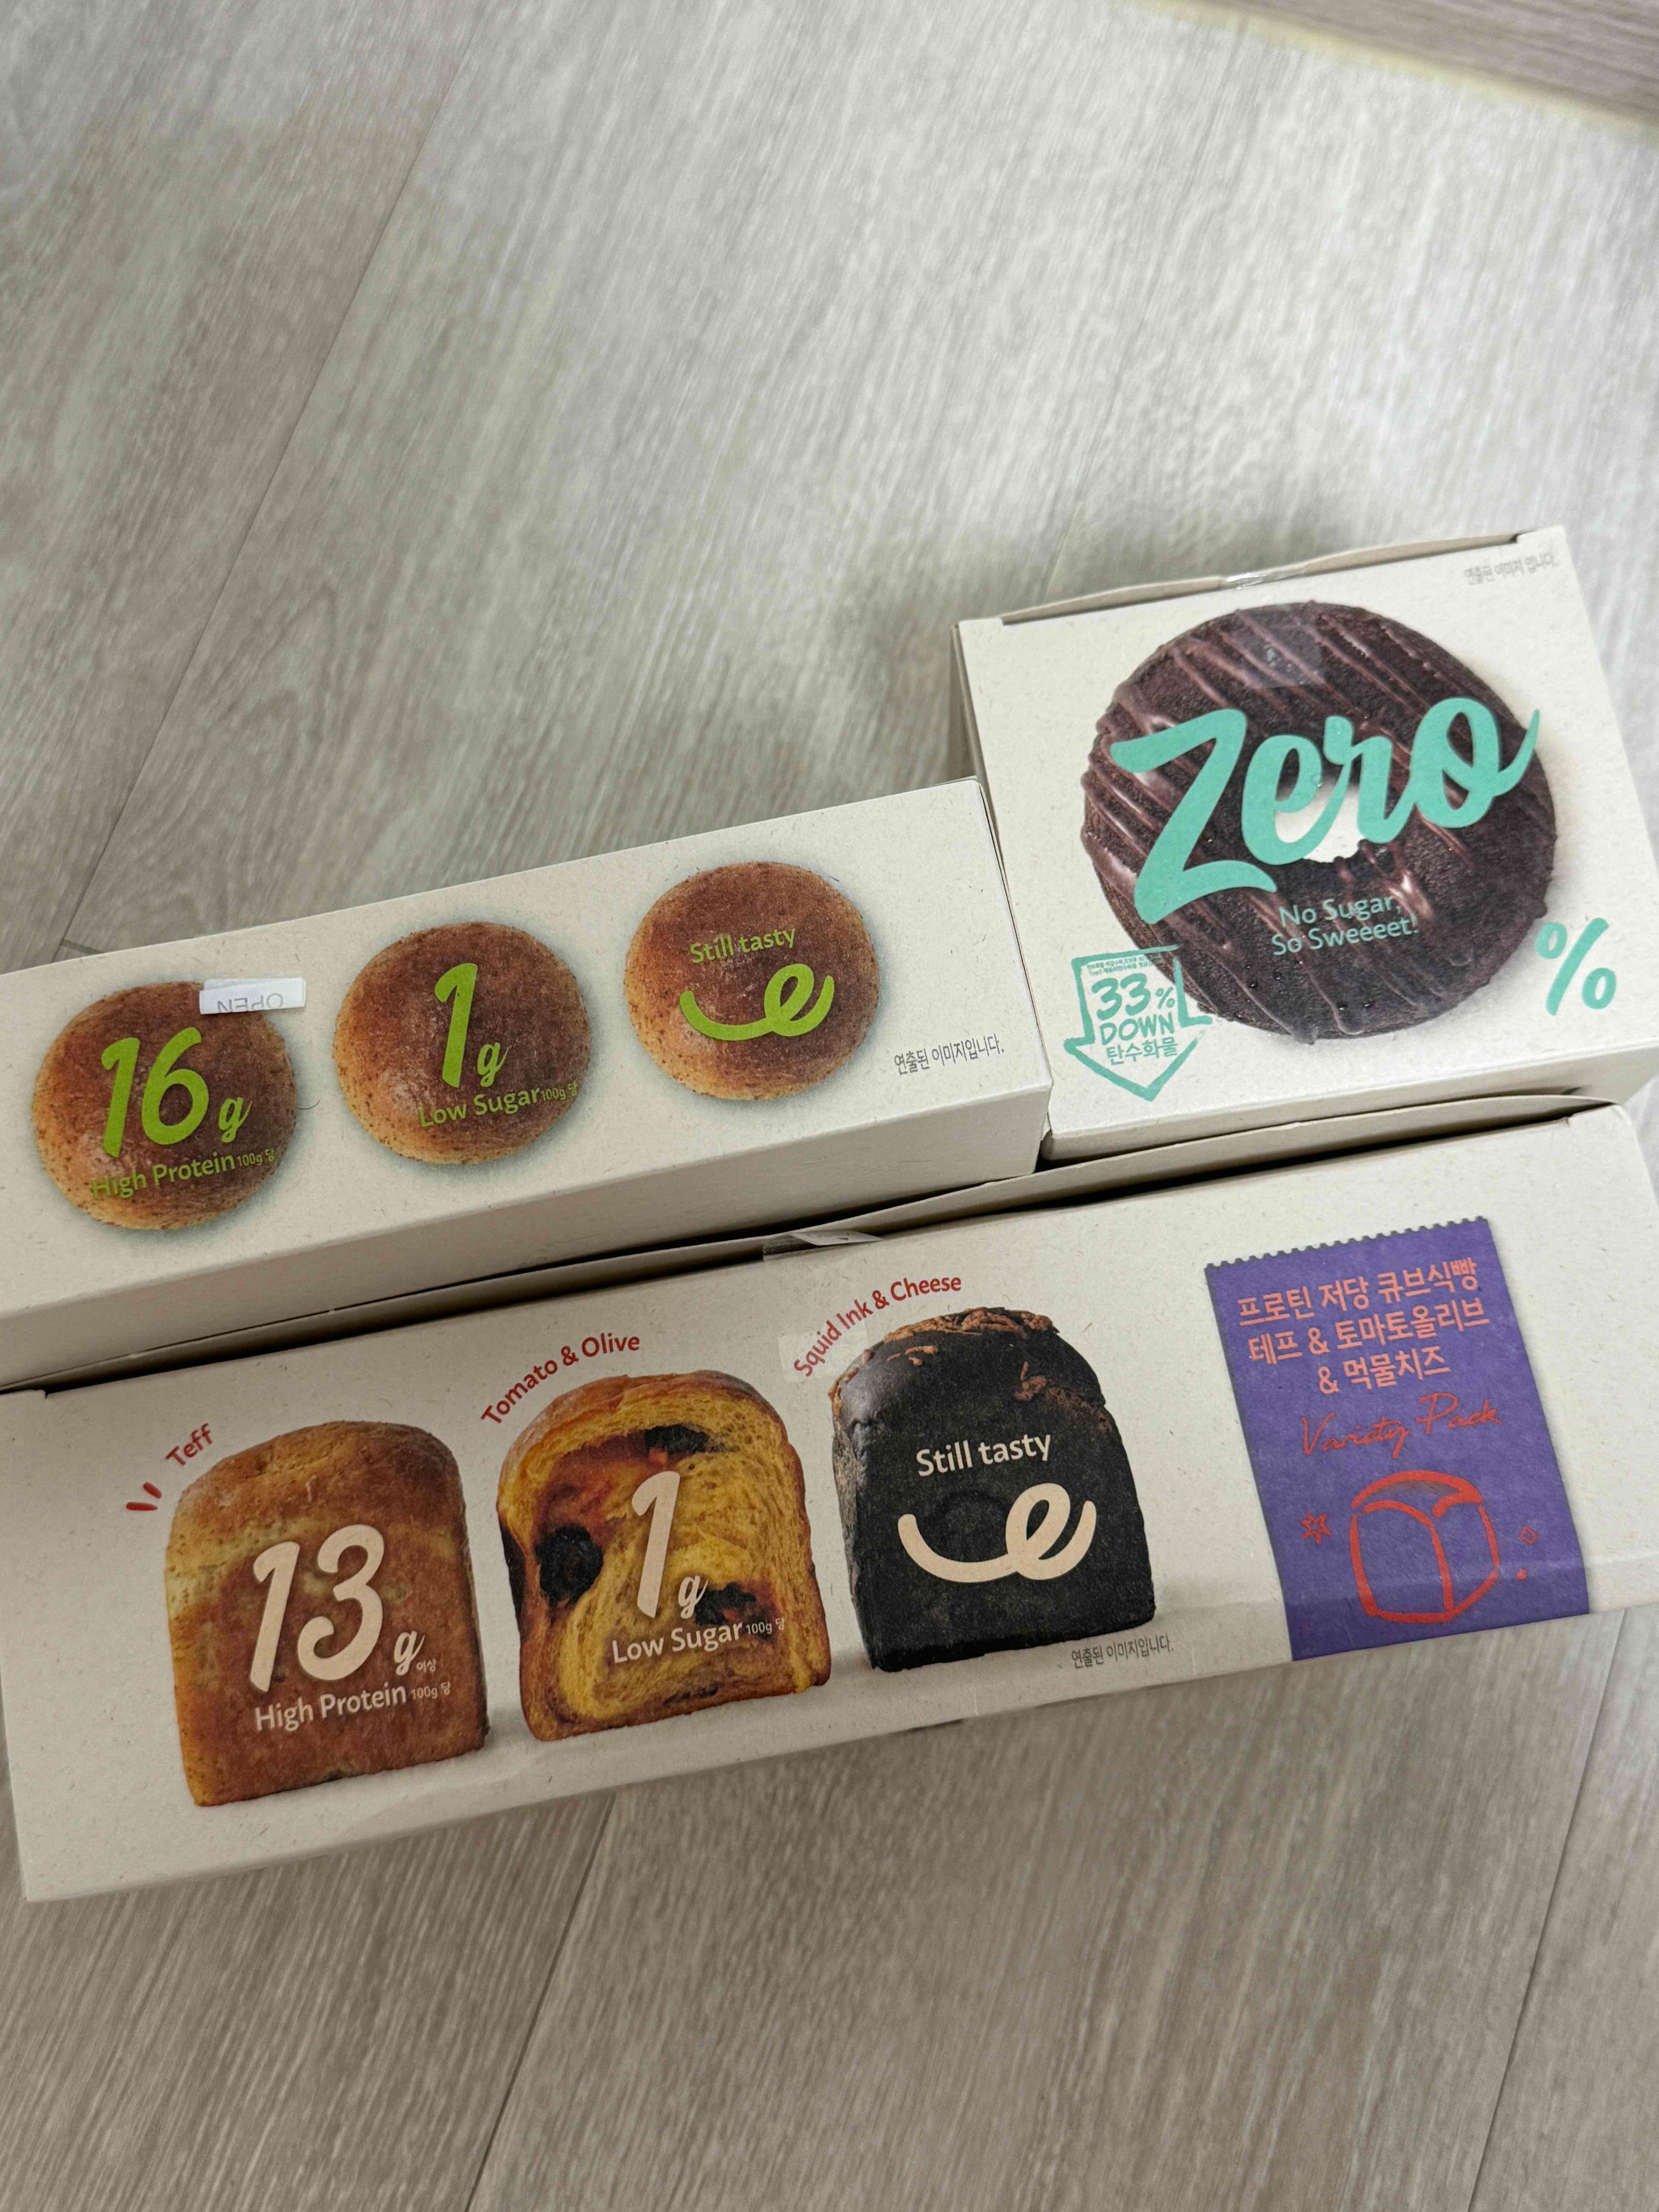 연출된 이미지 입니다.
Zero
No Sugar,
So Sweeeet!
%
33%
DOWN
탄수화물
OPEN
16g
High Protein 100g 당
1g
Low Sugar 100g 당
Still tasty
e
연출된 이미지입니다.
Teff
13g 이상
High Protein 100g 당
Tomato & Olive
1g
Low Sugar 100g 당
Squid Ink & Cheese
Still tasty
e
연출된 이미지입니다.
프로틴 저당 큐브식빵
테프 & 토마토올리브
& 먹물치즈
Variety Pack